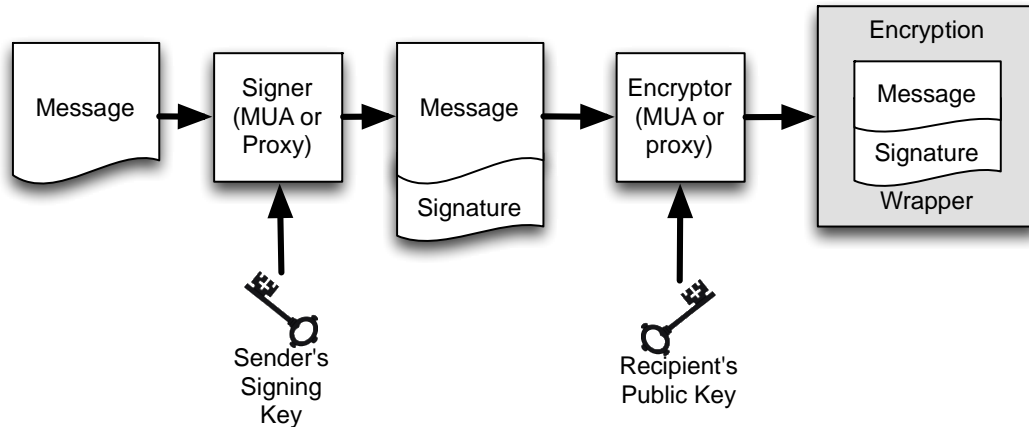 Message
Signer
(MUA or
Proxy)
Message
Signature
Encryptor
(MUA or
proxy)
Encryption
Message
Signature
Wrapper
Sender's
Signing
Key
Recipient's
Public Key